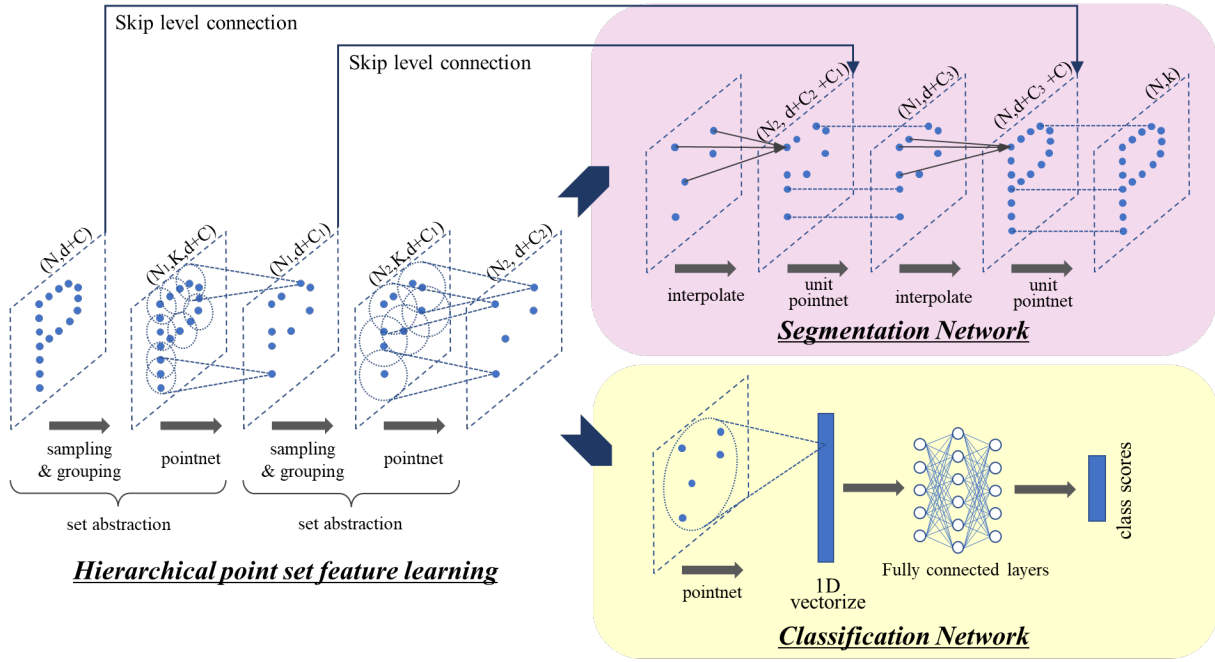 Skip level connection
Skip level connection
(N,d+C)
(N₁,K,d+C)
(N₁,d+C₁)
(N₂,K,d+C₁)
(N₂, d+C₂)
sampling
& grouping
pointnet
sampling
& grouping
pointnet
set abstraction
set abstraction
Hierarchical point set feature learning
(N₂, d+C₂ +C₁)
(N₁,d+C₃)
(N,d+C₃ +C)
(N,k)
interpolate
unit
pointnet
interpolate
unit
pointnet
Segmentation Network
pointnet
1D
vectorize
Fully connected layers
class scores
Classification Network